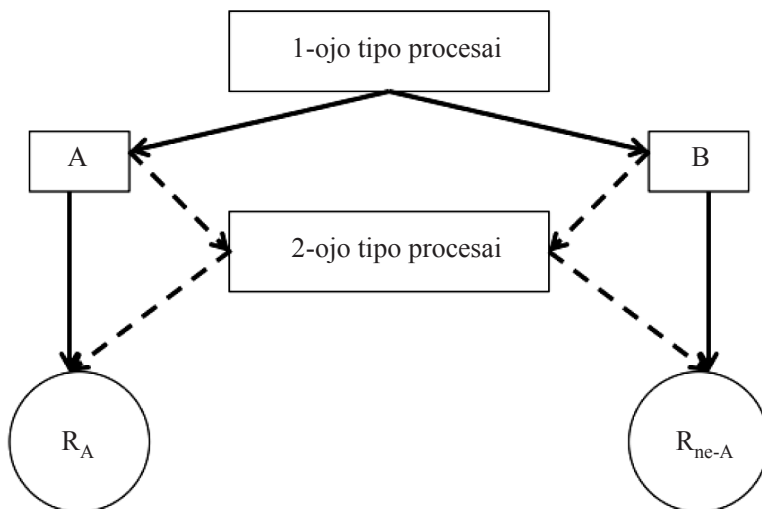 1-ojo tipo procesai
A
B
2-ojo tipo procesai
R_A
R_ne-A